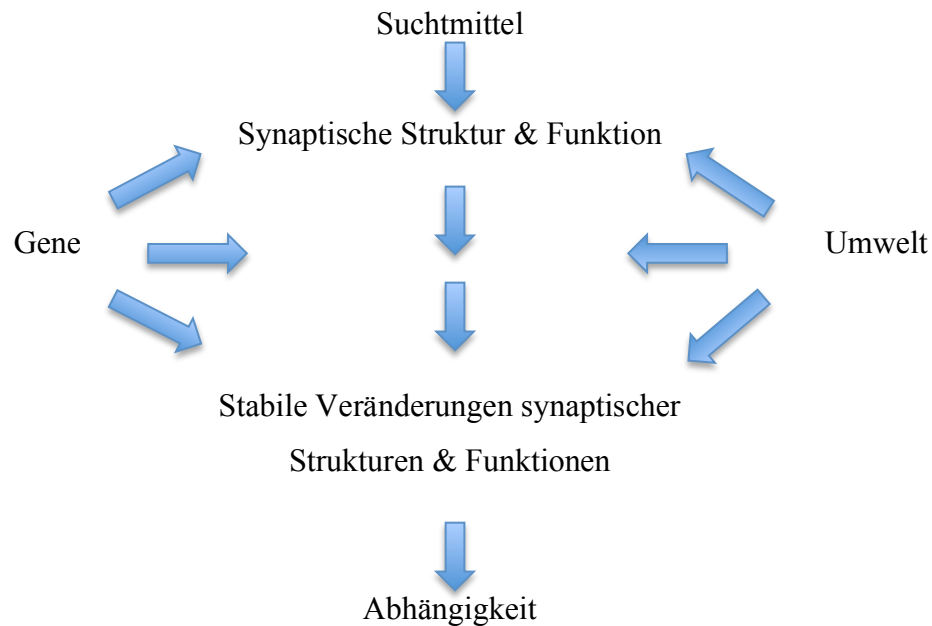 Suchtmittel
Synaptische Struktur & Funktion
Gene
Umwelt
Stabile Veränderungen synaptischer
Strukturen & Funktionen
Abhängigkeit